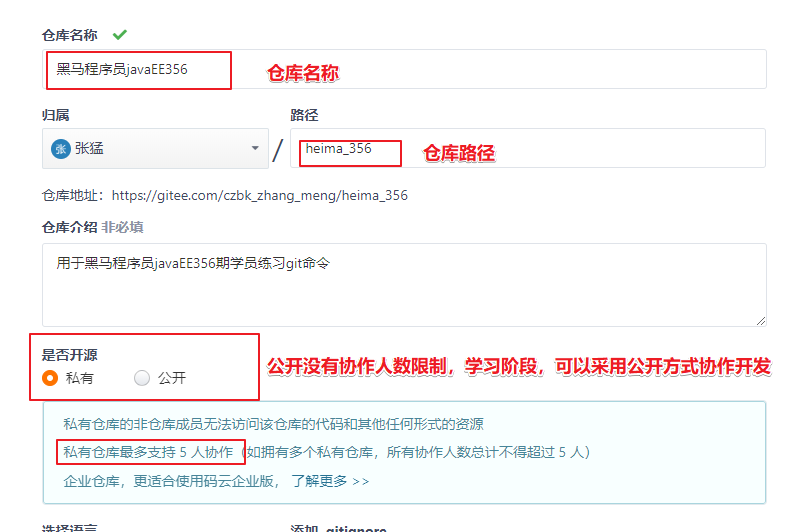 仓库名称
黑马程序员javaEE356 仓库名称
归属 路径
张 张猛 / heima_356 仓库路径
仓库地址：https://gitee.com/czbk_zhang_meng/heima_356
仓库介绍 非必填
用于黑马程序员javaEE356期学员练习git命令
是否开源
私有 公开 公开没有协作人数限制，学习阶段，可以采用公开方式协作开发
私有仓库的非仓库成员无法访问该仓库的代码和其他任何形式的资源
私有仓库最多支持 5 人协作（如拥有多个私有仓库，所有协作人数总计不得超过 5 人）
企业仓库，更适合使用码云企业版， 了解更多 >>
选择语言 添加 .gitignore